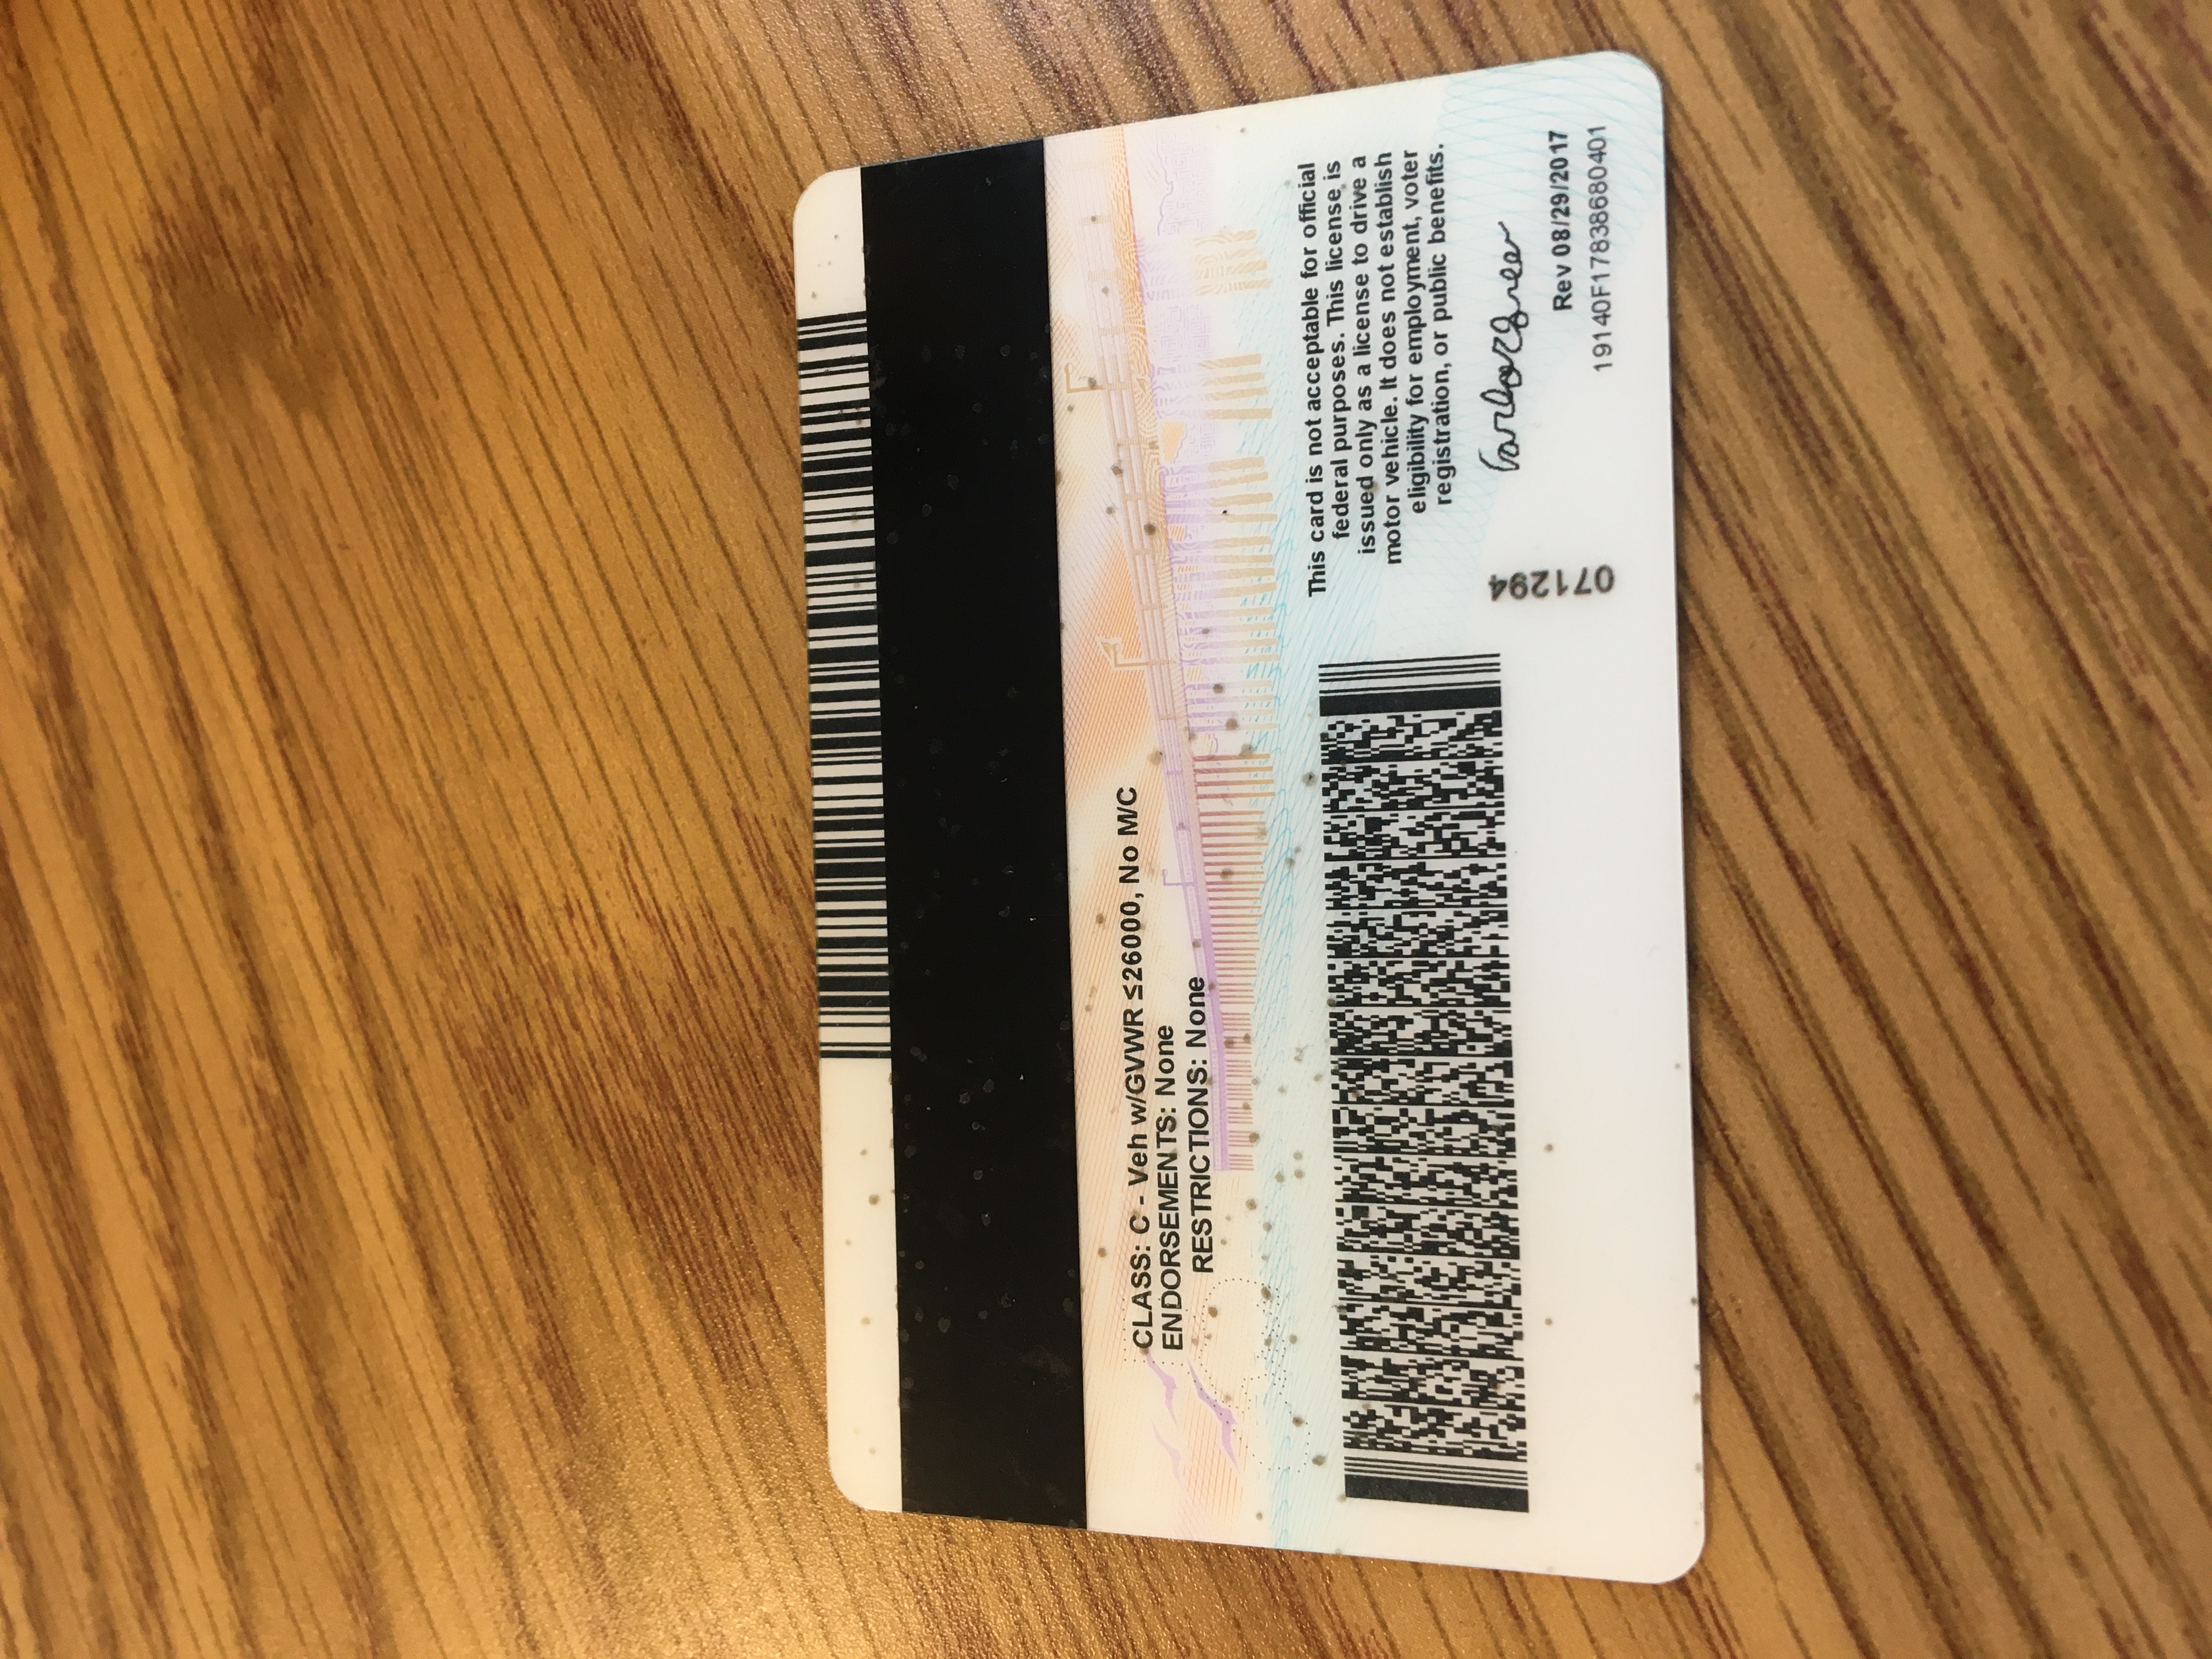 CLASS: C - Veh w/GVWR ≤26000, No M/C
ENDORSEMENTS: None
RESTRICTIONS: None
This card is not acceptable for official
federal purposes. This license is
issued only as a license to drive a
motor vehicle. It does not establish
eligibility for employment, voter
registration, or public benefits.
071294
Rev 08/29/2017
19140F17838680401